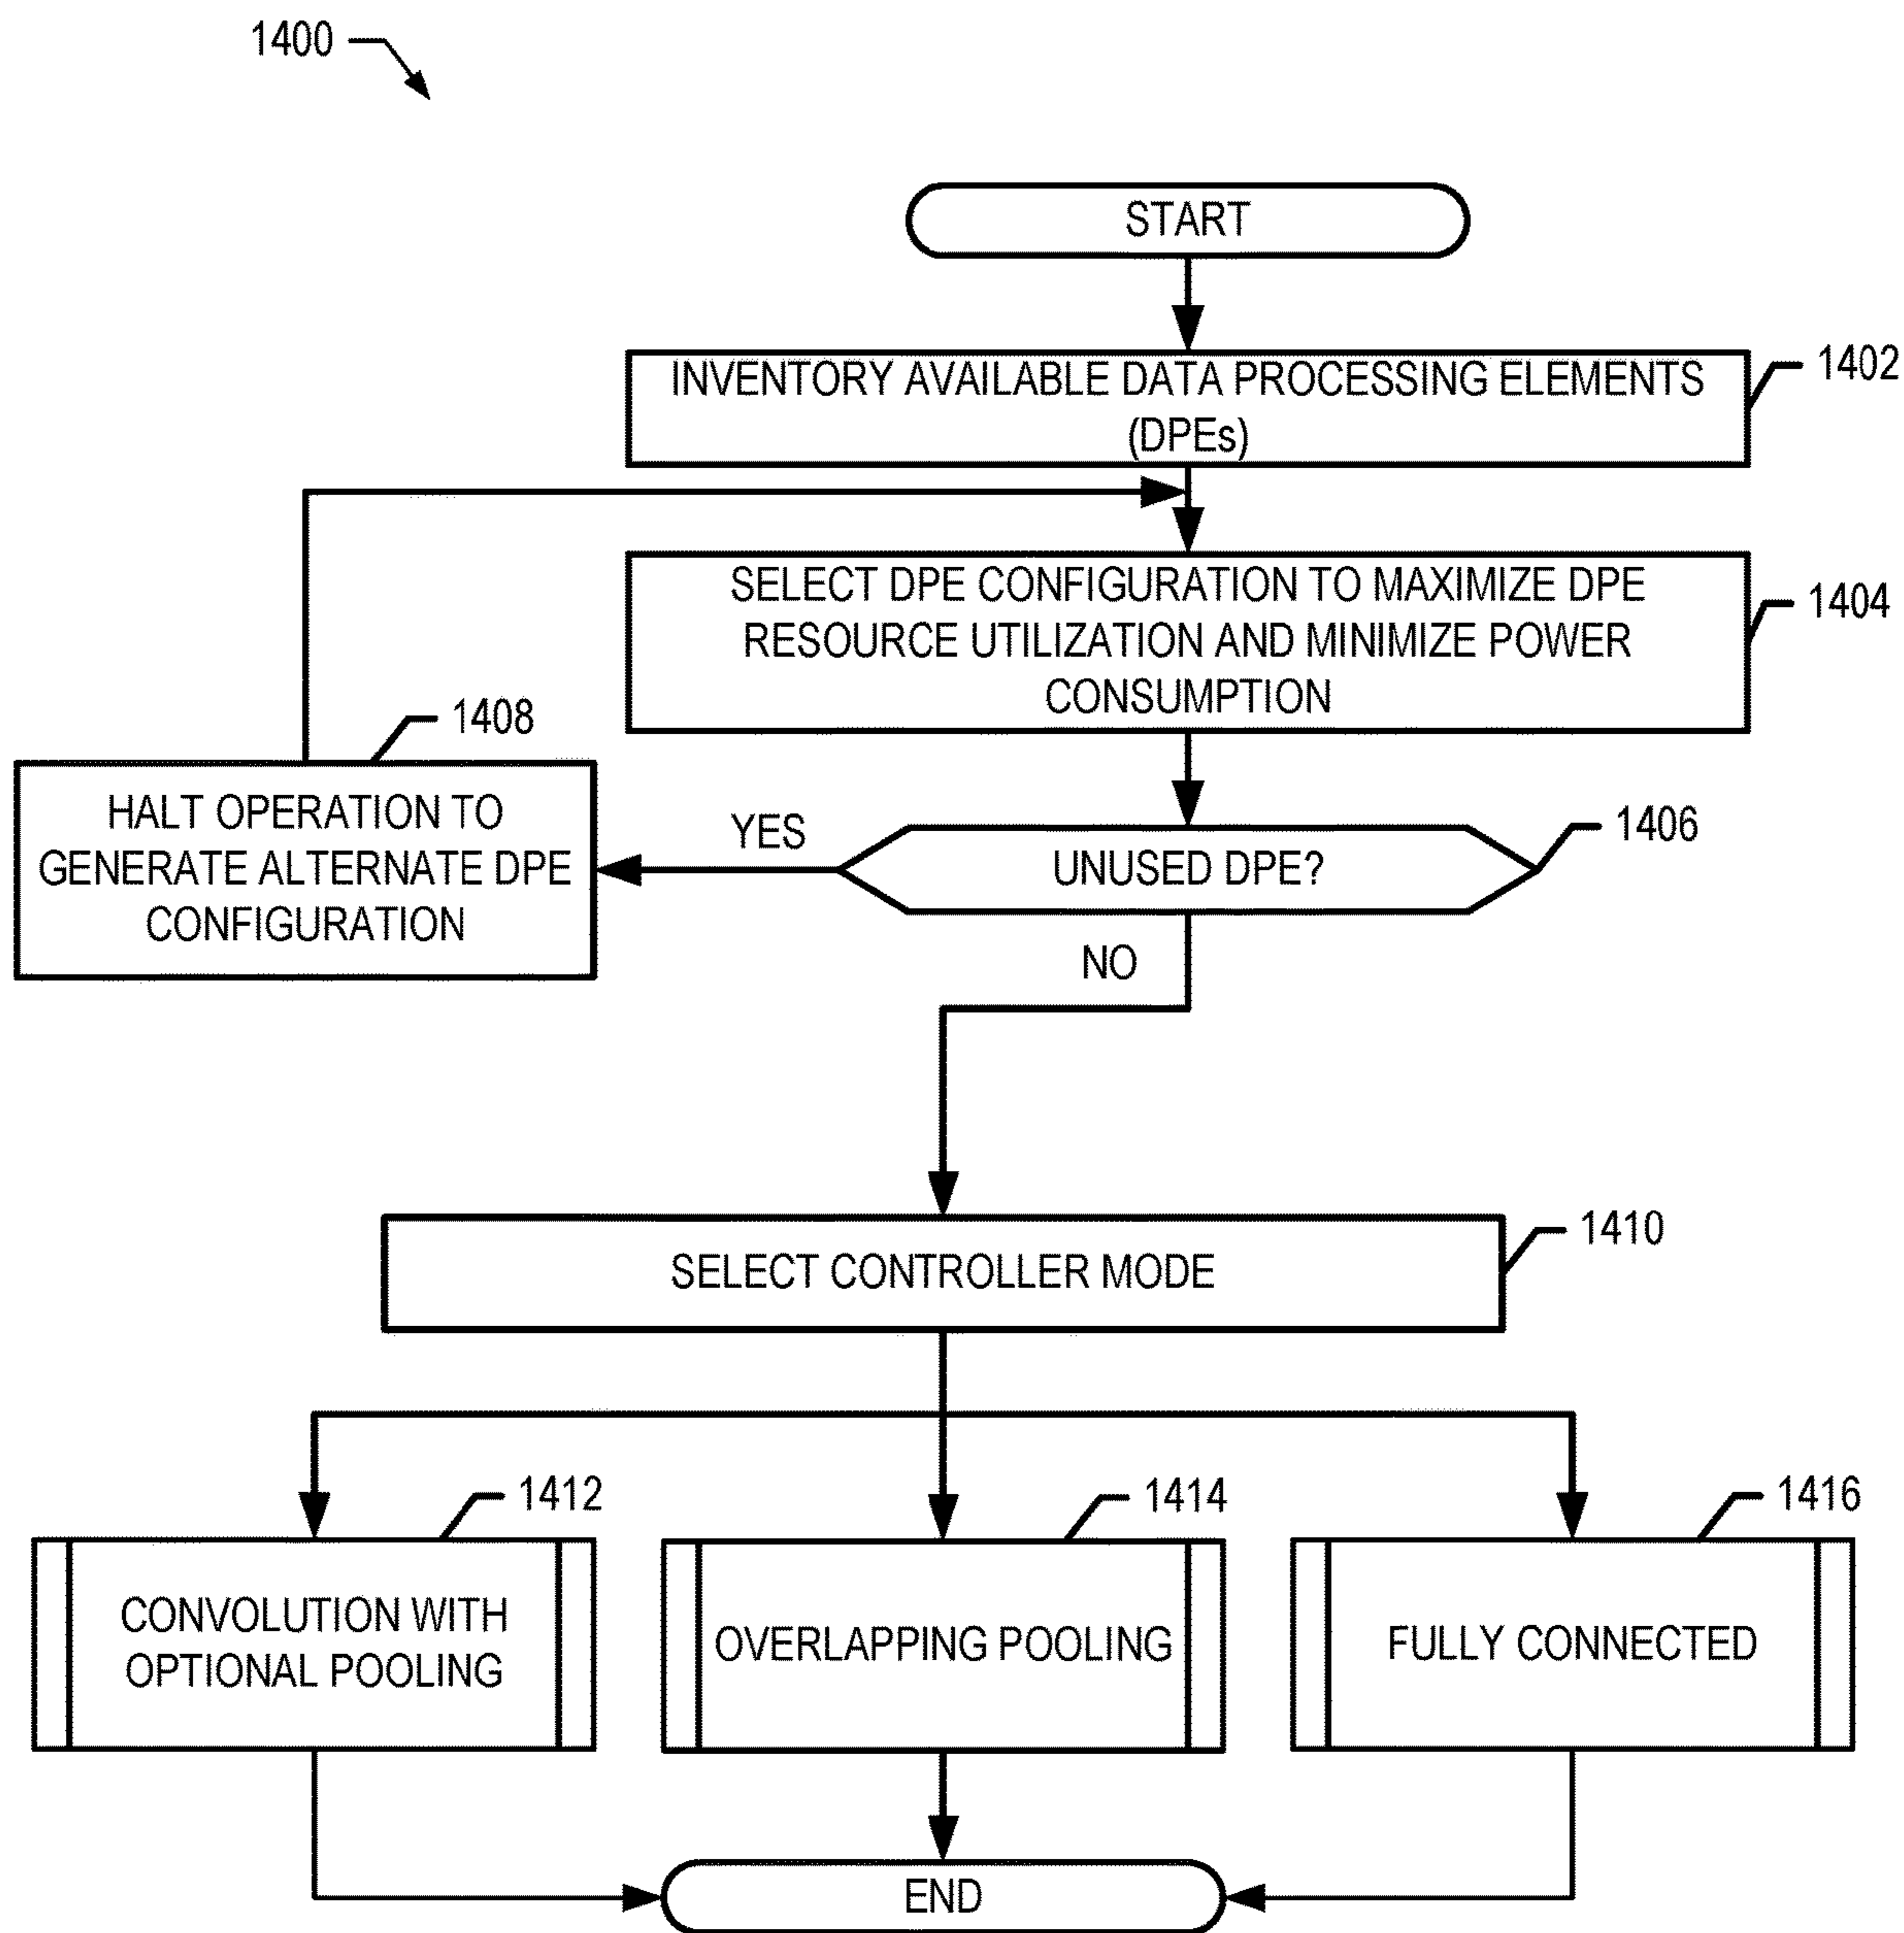 1400
START
INVENTORY AVAILABLE DATA PROCESSING ELEMENTS
(DPEs)
1402
SELECT DPE CONFIGURATION TO MAXIMIZE DPE
RESOURCE UTILIZATION AND MINIMIZE POWER
CONSUMPTION
1404
1408
HALT OPERATION TO
GENERATE ALTERNATE DPE
CONFIGURATION
YES
UNUSED DPE?
1406
NO
SELECT CONTROLLER MODE
1410
1412
CONVOLUTION WITH
OPTIONAL POOLING
1414
OVERLAPPING POOLING
1416
FULLY CONNECTED
END